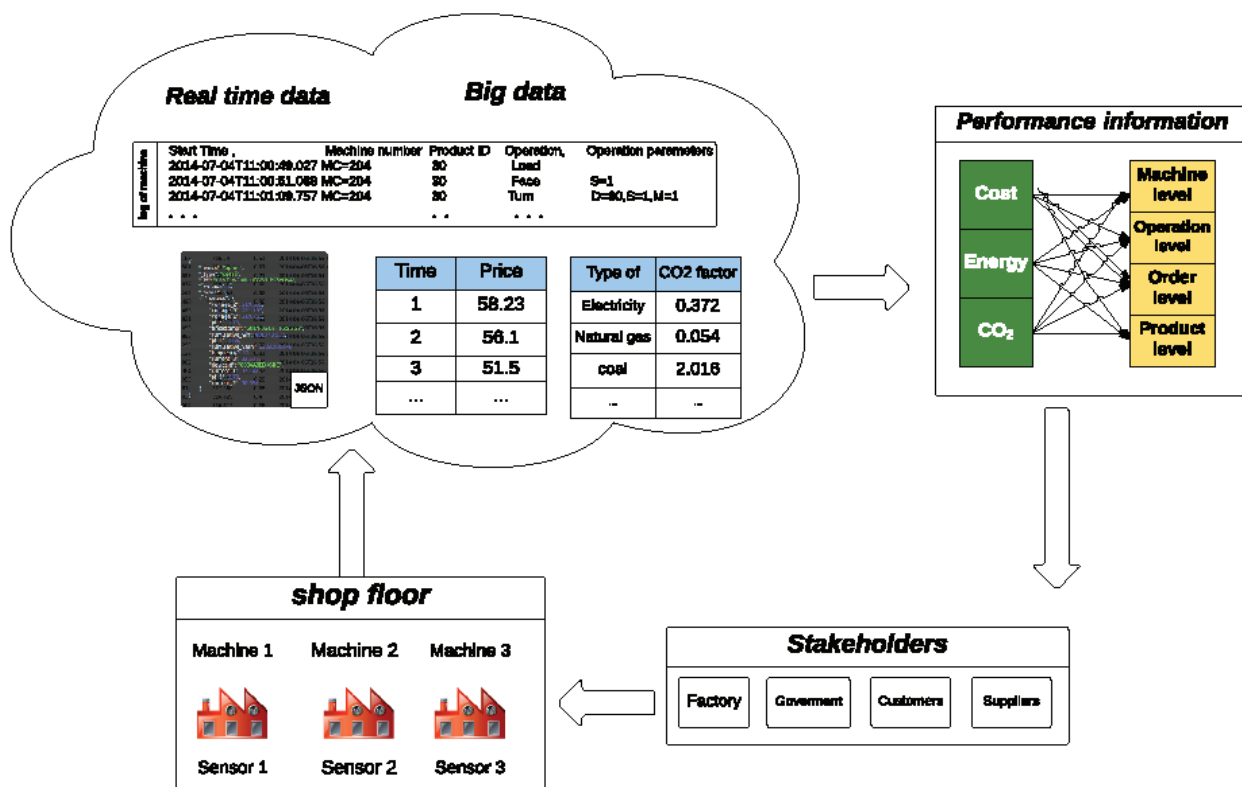 Real time data
Big data
log of machine
Start Time , Machine number Product ID Operation, Operation parameters
2014-07-04T11:00:49.027 MC=204 30 Load
2014-07-04T11:00:51.068 MC=204 30 Face S=1
2014-07-04T11:01:09.757 MC=204 30 Turn D=90,S=1,M=1
. . . . . . . .
JSON
Time Price
1 58.23
2 56.1
3 51.5
... ...
Type of CO2 factor
Electricity 0.372
Natural gas 0.054
coal 2.016
... ...
Performance information
Cost
Energy
CO₂
Machine
level
Operation
level
Order
level
Product
level
shop floor
Machine 1 Machine 2 Machine 3
Sensor 1 Sensor 2 Sensor 3
Stakeholders
Factory Goverment Customers Suppliers